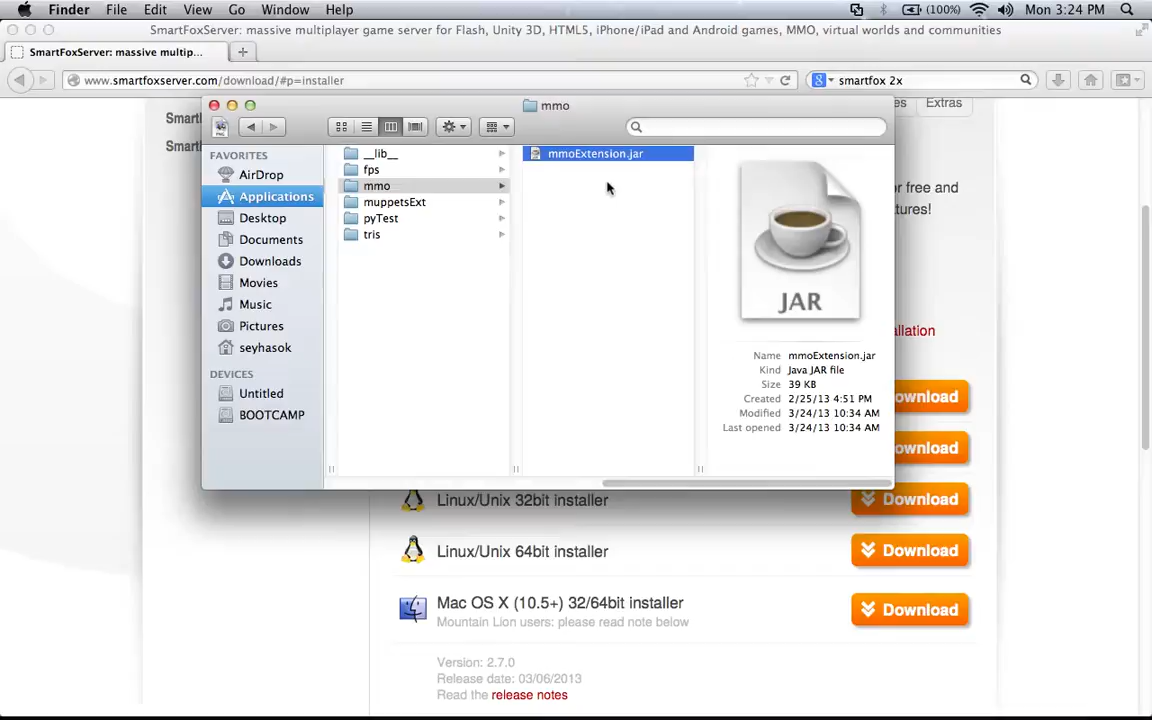 Finder File Edit View Go Window Help (100%) Mon 3:24 PM
SmartFoxServer: massive multiplayer game server for Flash, Unity 3D, HTML5, iPhone/iPad and Android games, MMO, virtual worlds and communities
SmartFoxServer: massive multip... +
www.smartfoxserver.com/download/#p=installer smartfox 2x
Extras
mmo
PNG
FAVORITES
AirDrop
Applications
Desktop
Documents
Downloads
Movies
Music
Pictures
seyhasok
DEVICES
Untitled
BOOTCAMP
__lib__
fps
mmo
muppetsExt
pyTest
tris
mmoExtension.jar
JAR
Name mmoExtension.jar
Kind Java JAR file
Size 39 KB
Created 2/25/13 4:51 PM
Modified 3/24/13 10:34 AM
Last opened 3/24/13 10:34 AM
or free and
Linux/Unix 32bit installer Download
Linux/Unix 64bit installer Download
Mac OS X (10.5+) 32/64bit installer Download
Mountain Lion users: please read note below
Version: 2.7.0
Release date: 03/06/2013
Read the release notes